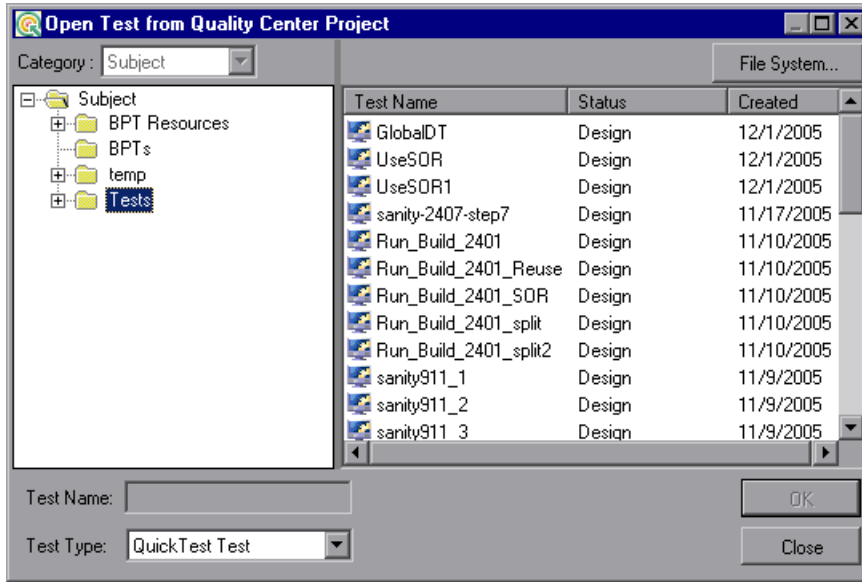 Open Test from Quality Center Project
Category : Subject
File System...
Subject
BPT Resources
BPTs
temp
Tests
Test Name Status Created
GlobalDT Design 12/1/2005
UseSOR Design 12/1/2005
UseSOR1 Design 12/1/2005
sanity-2407-step7 Design 11/17/2005
Run_Build_2401 Design 11/10/2005
Run_Build_2401_Reuse Design 11/10/2005
Run_Build_2401_SOR Design 11/10/2005
Run_Build_2401_split Design 11/10/2005
Run_Build_2401_split2 Design 11/10/2005
sanity911_1 Design 11/9/2005
sanity911_2 Design 11/9/2005
sanity911_3 Design 11/9/2005
Test Name:
OK
Test Type: QuickTest Test
Close